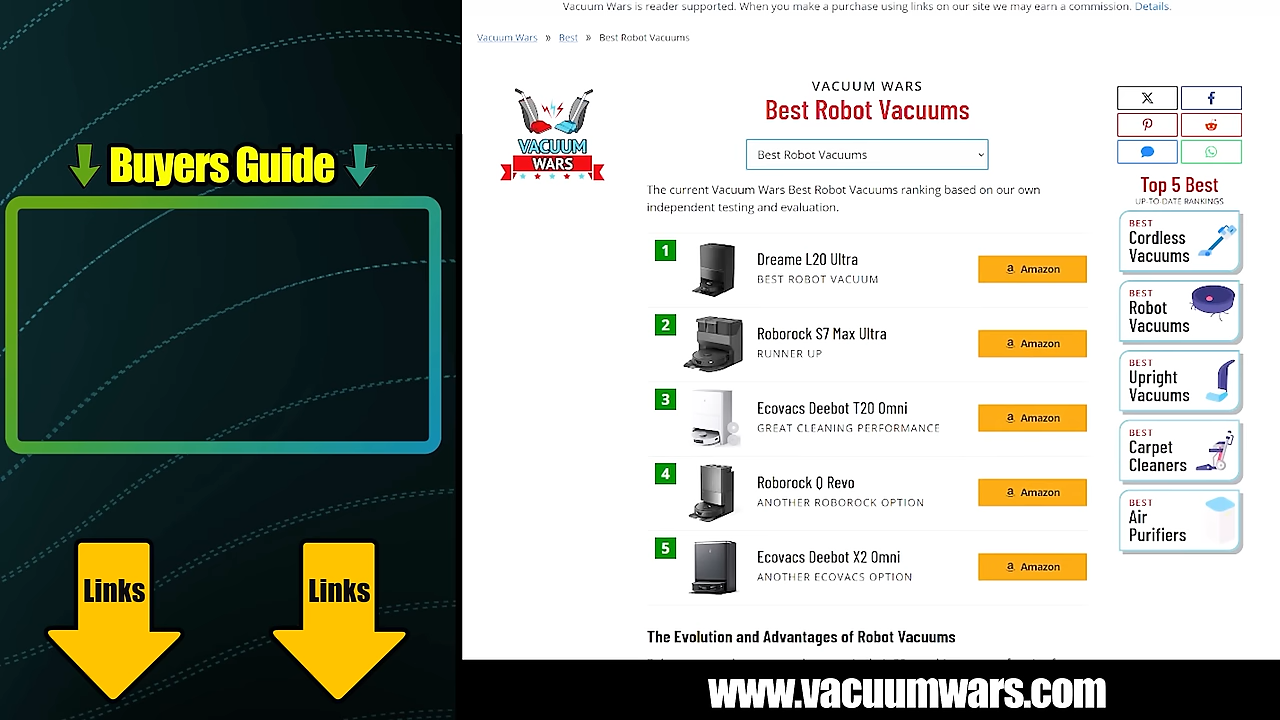 Vacuum Wars is reader supported. When you make a purchase using links on our site we may earn a commission. Details.
Vacuum Wars » Best » Best Robot Vacuums
VACUUM
WARS
VACUUM WARS
Best Robot Vacuums
Best Robot Vacuums
The current Vacuum Wars Best Robot Vacuums ranking based on our own
independent testing and evaluation.
1
Dreame L20 Ultra
BEST ROBOT VACUUM
a Amazon
2
Roborock S7 Max Ultra
RUNNER UP
a Amazon
3
Ecovacs Deebot T20 Omni
GREAT CLEANING PERFORMANCE
a Amazon
4
Roborock Q Revo
ANOTHER ROBOROCK OPTION
a Amazon
5
Ecovacs Deebot X2 Omni
ANOTHER ECOVACS OPTION
a Amazon
The Evolution and Advantages of Robot Vacuums
Top 5 Best
UP-TO-DATE RANKINGS
BEST
Cordless
Vacuums
BEST
Robot
Vacuums
BEST
Upright
Vacuums
BEST
Carpet
Cleaners
BEST
Air
Purifiers
Buyers Guide
Links
Links
www.vacuumwars.com